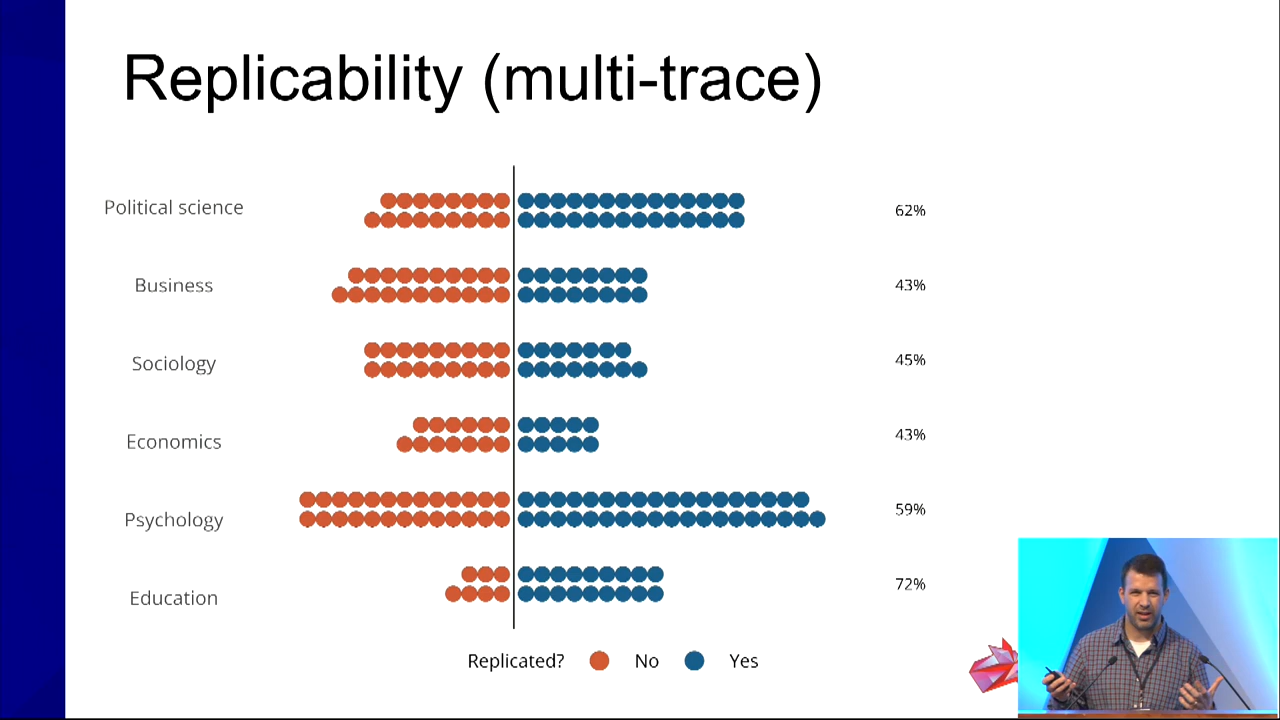 Replicability (multi-trace)
Political science 62%
Business 43%
Sociology 45%
Economics 43%
Psychology 59%
Education 72%
Replicated? No Yes